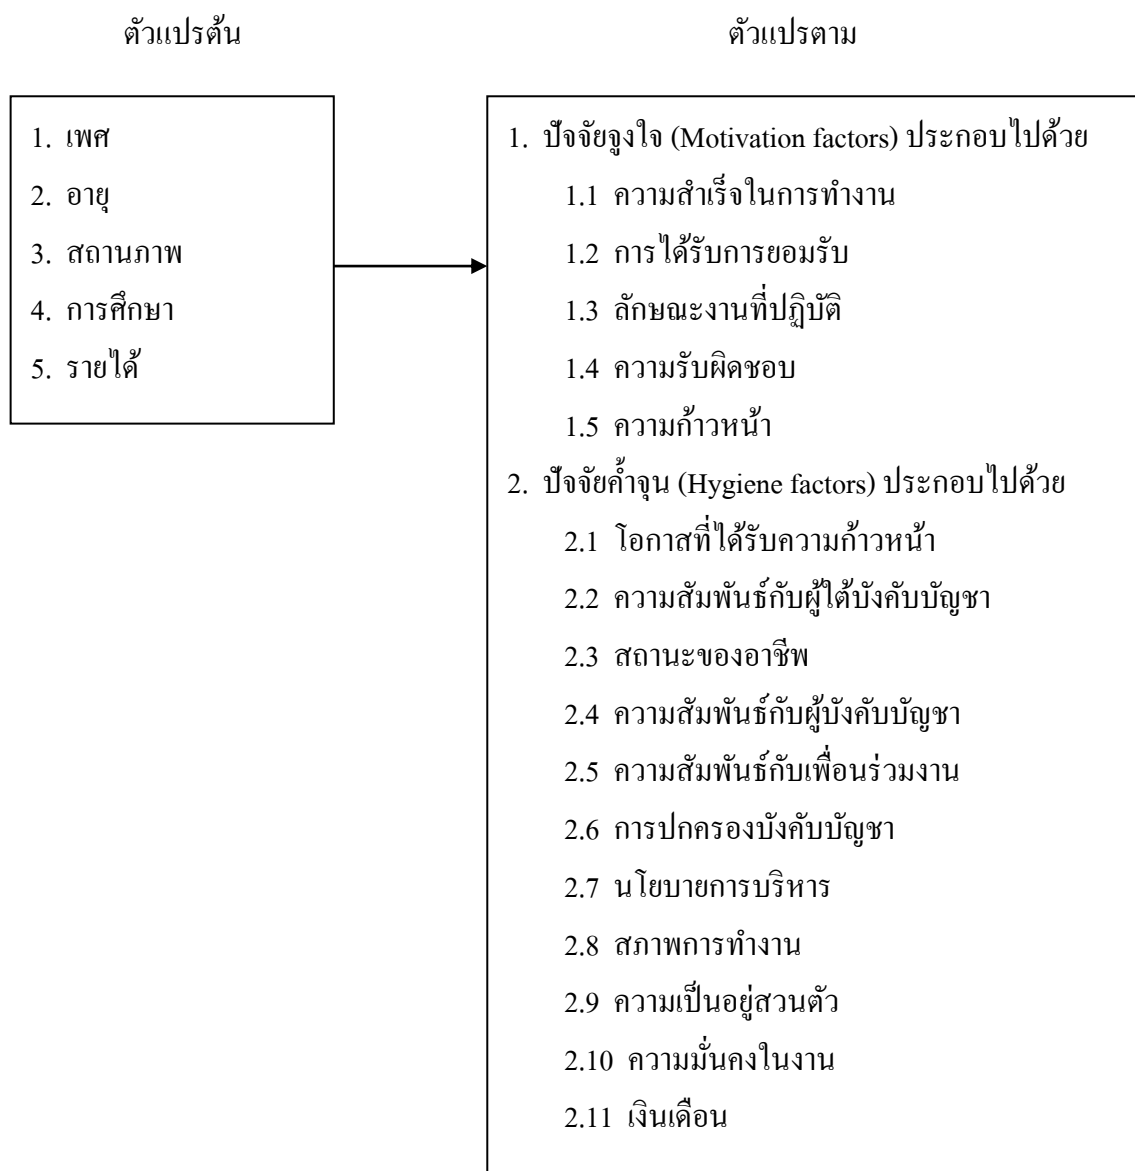 ตัวแปรต้น
ตัวแปรตาม
1. เพศ
2. อายุ
3. สถานภาพ
4. การศึกษา
5. รายได้
1. ปัจจัยจูงใจ (Motivation factors) ประกอบไปด้วย
1.1 ความสำเร็จในการทำงาน
1.2 การได้รับการยอมรับ
1.3 ลักษณะงานที่ปฏิบัติ
1.4 ความรับผิดชอบ
1.5 ความก้าวหน้า
2. ปัจจัยค้ำจุน (Hygiene factors) ประกอบไปด้วย
2.1 โอกาสที่ได้รับความก้าวหน้า
2.2 ความสัมพันธ์กับผู้ใต้บังคับบัญชา
2.3 สถานะของอาชีพ
2.4 ความสัมพันธ์กับผู้บังคับบัญชา
2.5 ความสัมพันธ์กับเพื่อนร่วมงาน
2.6 การปกครองบังคับบัญชา
2.7 นโยบายการบริหาร
2.8 สภาพการทำงาน
2.9 ความเป็นอยู่สวนตัว
2.10 ความมั่นคงในงาน
2.11 เงินเดือน